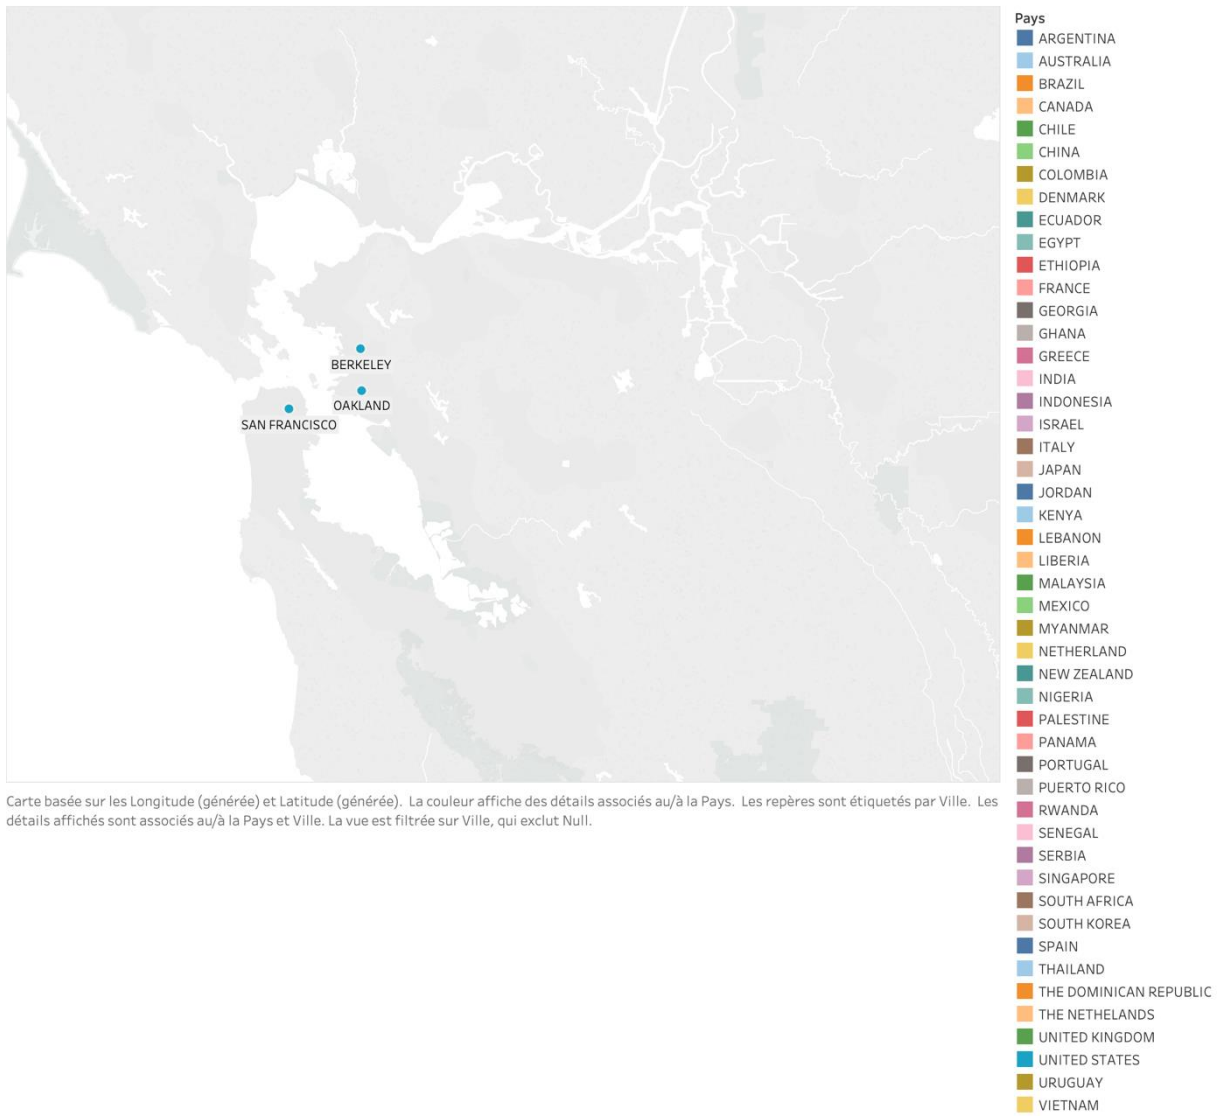 BERKELEY
OAKLAND
SAN FRANCISCO
Carte basée sur les Longitude (générée) et Latitude (générée). La couleur affiche des détails associés au/à la Pays. Les repères sont étiquetés par Ville. Les
détails affichés sont associés au/à la Pays et Ville. La vue est filtrée sur Ville, qui exclut Null.
Pays
ARGENTINA
AUSTRALIA
BRAZIL
CANADA
CHILE
CHINA
COLOMBIA
DENMARK
ECUADOR
EGYPT
ETHIOPIA
FRANCE
GEORGIA
GHANA
GREECE
INDIA
INDONESIA
ISRAEL
ITALY
JAPAN
JORDAN
KENYA
LEBANON
LIBERIA
MALAYSIA
MEXICO
MYANMAR
NETHERLAND
NEW ZEALAND
NIGERIA
PALESTINE
PANAMA
PORTUGAL
PUERTO RICO
RWANDA
SENEGAL
SERBIA
SINGAPORE
SOUTH AFRICA
SOUTH KOREA
SPAIN
THAILAND
THE DOMINICAN REPUBLIC
THE NETHELANDS
UNITED KINGDOM
UNITED STATES
URUGUAY
VIETNAM